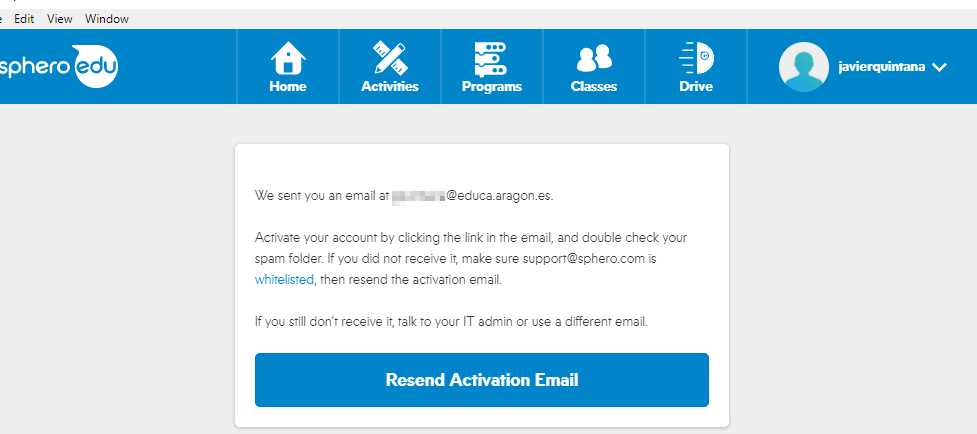 Edit View Window
sphero edu
Home
Activities
Programs
Classes
Drive
javierquintana
We sent you an email at @educa.aragon.es.
Activate your account by clicking the link in the email, and double check your
spam folder. If you did not receive it, make sure support@sphero.com is
whitelisted, then resend the activation email.
If you still don't receive it, talk to your IT admin or use a different email.
Resend Activation Email